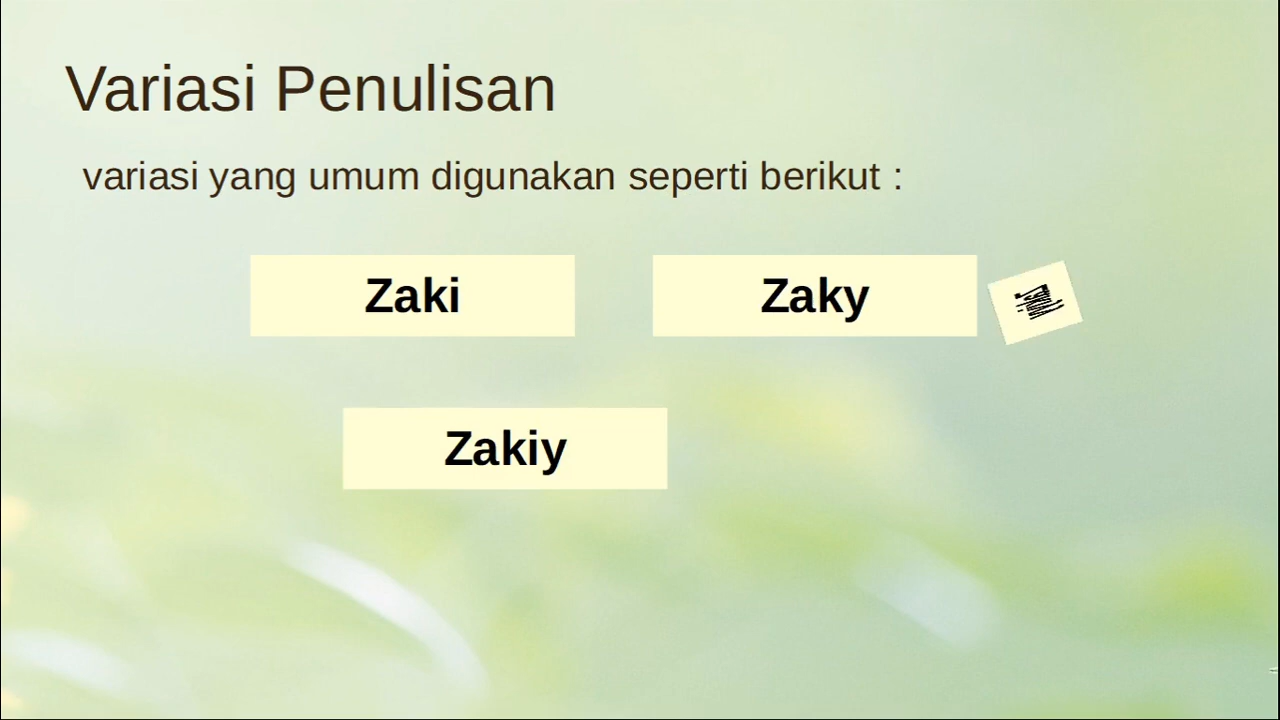 Variasi Penulisan
variasi yang umum digunakan seperti berikut :
Zaki
Zaky
Zakiy